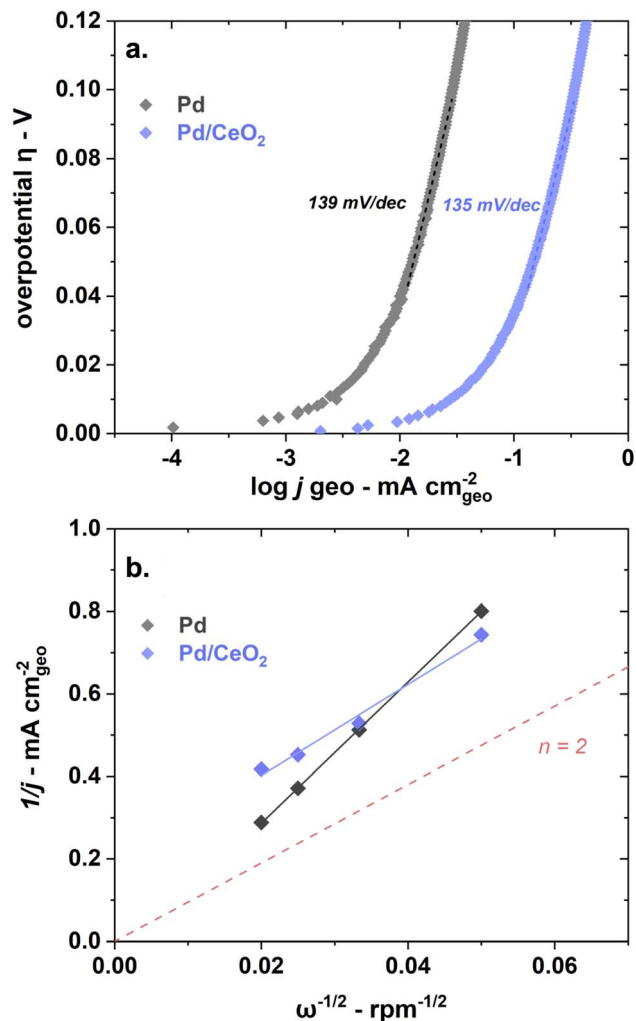 a.
0.12
0.10
0.08
0.06
0.04
0.02
0.00
overpotential η - V
Pd
Pd/CeO₂
139 mV/dec
135 mV/dec
-4
-3
-2
-1
0
log j geo - mA cm⁻²geo
b.
1.0
0.8
0.6
0.4
0.2
0.0
1/j - mA cm⁻²geo
Pd
Pd/CeO₂
n = 2
0.00
0.02
0.04
0.06
ω⁻¹/² - rpm⁻¹/²